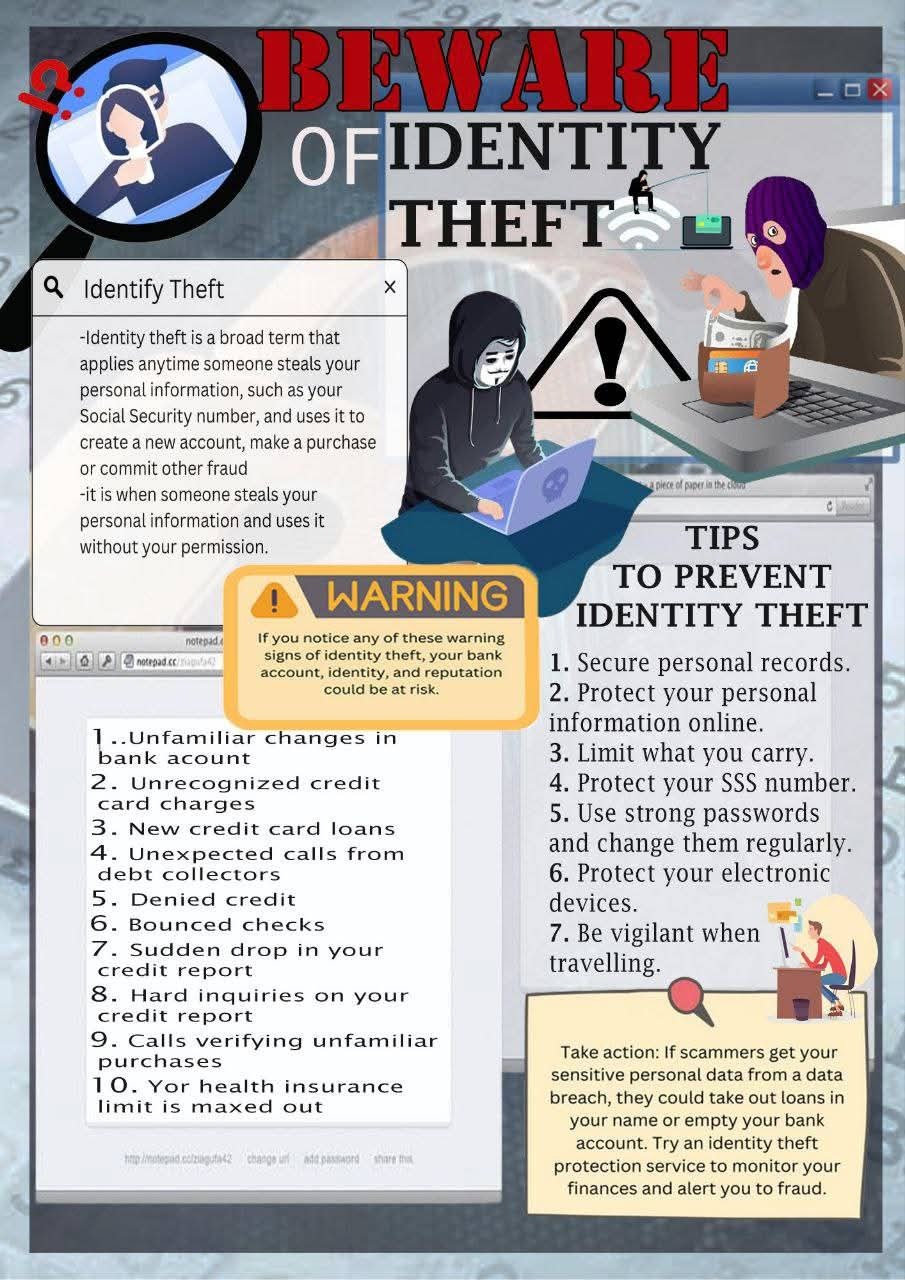 !?
BEWARE
OF IDENTITY
THEFT
Identify Theft
X
-Identity theft is a broad term that
applies anytime someone steals your
personal information, such as your
Social Security number, and uses it to
create a new account, make a purchase
or commit other fraud
-it is when someone steals your
personal information and uses it
without your permission.
WARNING
If you notice any of these warning
signs of identity theft, your bank
account, identity, and reputation
could be at risk.
notepad.c
notepad.cc/ziagufa42
1..Unfamiliar changes in
bank acount
2. Unrecognized credit
card charges
3. New credit card loans
4. Unexpected calls from
debt collectors
5. Denied credit
6. Bounced checks
7. Sudden drop in your
credit report
8. Hard inquiries on your
credit report
9. Calls verifying unfamiliar
purchases
10. Yor health insurance
limit is maxed out
http://notepad.cc/ziagufa42 change url add password share this
a piece of paper in the cloud
Reader
TIPS
TO PREVENT
IDENTITY THEFT
1. Secure personal records.
2. Protect your personal
information online.
3. Limit what you carry.
4. Protect your SSS number.
5. Use strong passwords
and change them regularly.
6. Protect your electronic
devices.
7. Be vigilant when
travelling.
Take action: If scammers get your
sensitive personal data from a data
breach, they could take out loans in
your name or empty your bank
account. Try an identity theft
protection service to monitor your
finances and alert you to fraud.